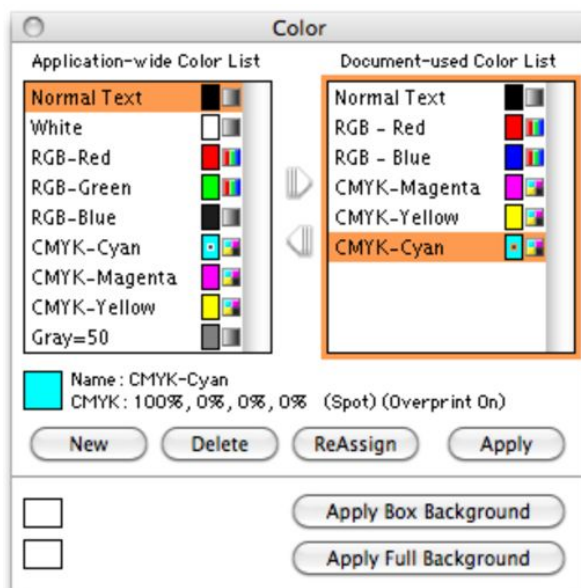 Color
Application-wide Color List
Normal Text
White
RGB-Red
RGB-Green
RGB-Blue
CMYK-Cyan
CMYK-Magenta
CMYK-Yellow
Gray=50
Document-used Color List
Normal Text
RGB - Red
RGB - Blue
CMYK-Magenta
CMYK-Yellow
CMYK-Cyan
Name : CMYK-Cyan
CMYK : 100%, 0%, 0%, 0% (Spot) (Overprint On)
New Delete ReAssign Apply
Apply Box Background
Apply Full Background